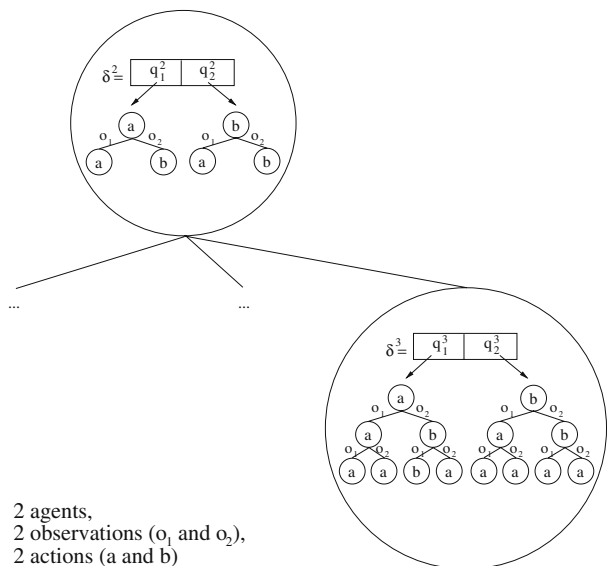 δ²= q₁² q₂²
a b
o₁ o₂ o₁ o₂
a b a b
... ...
δ³= q₁³ q₂³
a b
o₁ o₂ o₁ o₂
a b a b
o₁ o₂ o₁ o₂ o₁ o₂ o₁ o₂
a a b a a a a a
2 agents,
2 observations (o₁ and o₂),
2 actions (a and b)